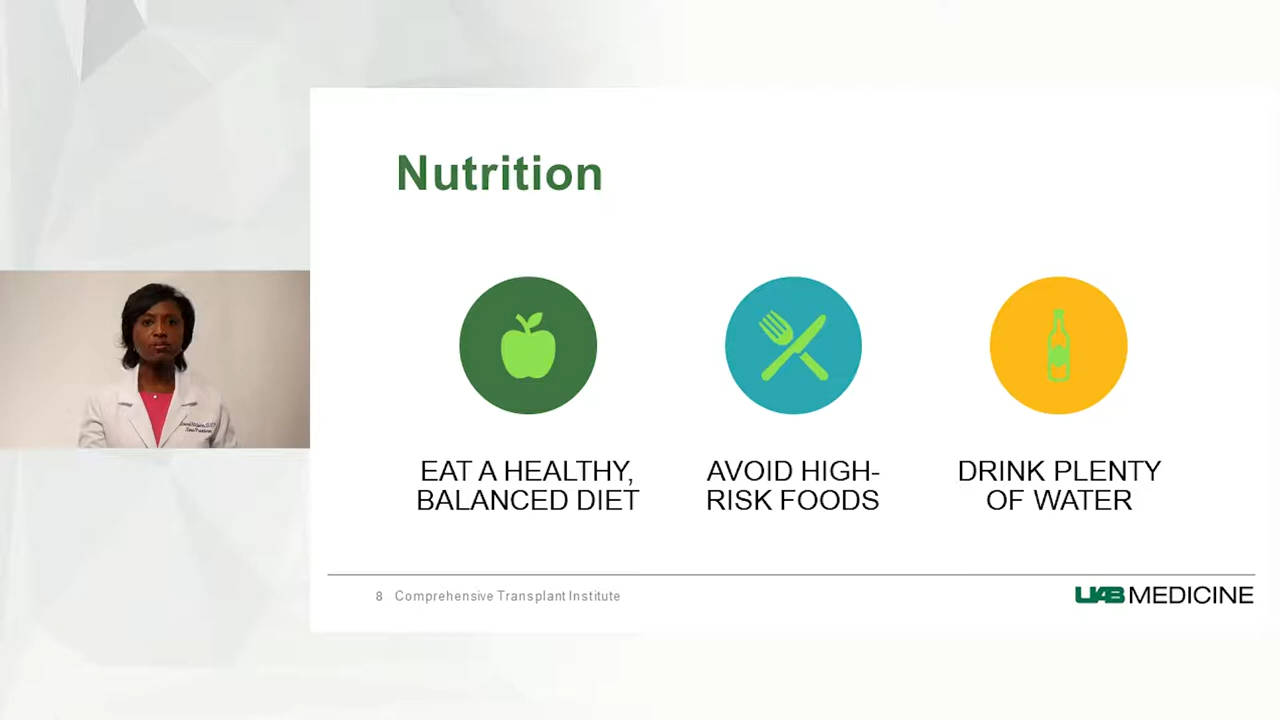 Nutrition
EAT A HEALTHY,
BALANCED DIET
AVOID HIGH-
RISK FOODS
DRINK PLENTY
OF WATER
8 Comprehensive Transplant Institute
UAB MEDICINE